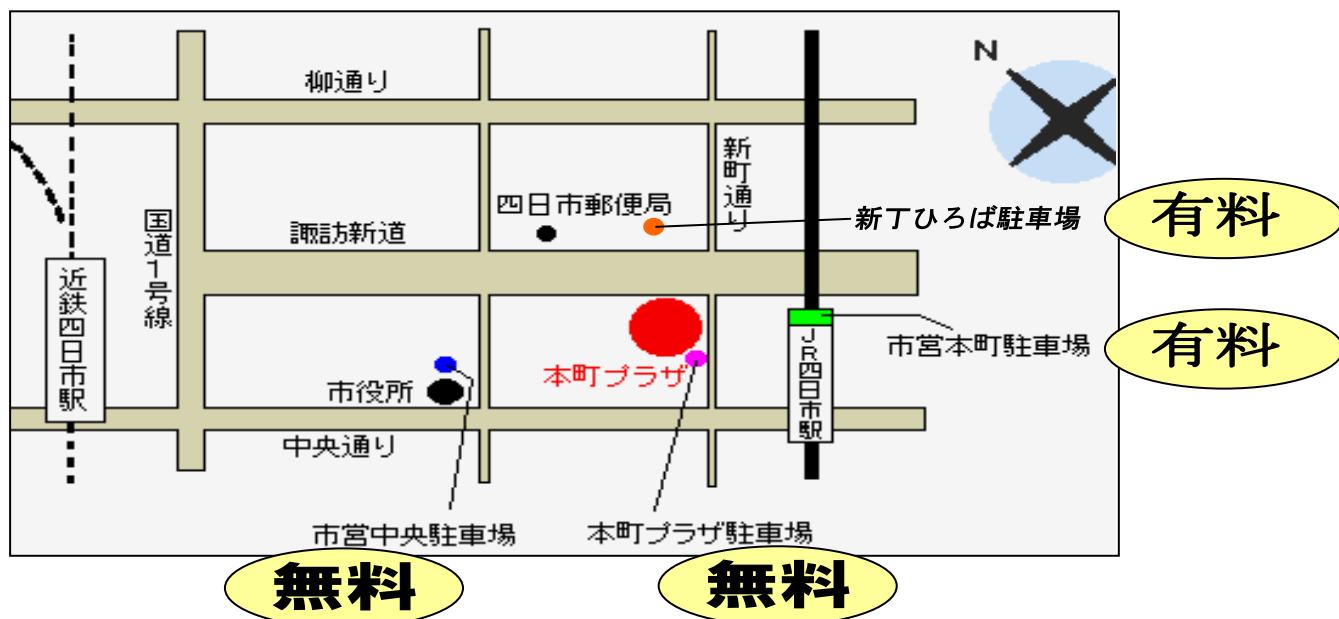 N
柳通り
新町通り
四日市郵便局
新丁ひろば駐車場
有料
国道1号線
諏訪新道
近鉄四日市駅
市営本町駐車場
有料
JR四日市駅
本町プラザ
市役所
中央通り
市営中央駐車場
本町プラザ駐車場
無料
無料